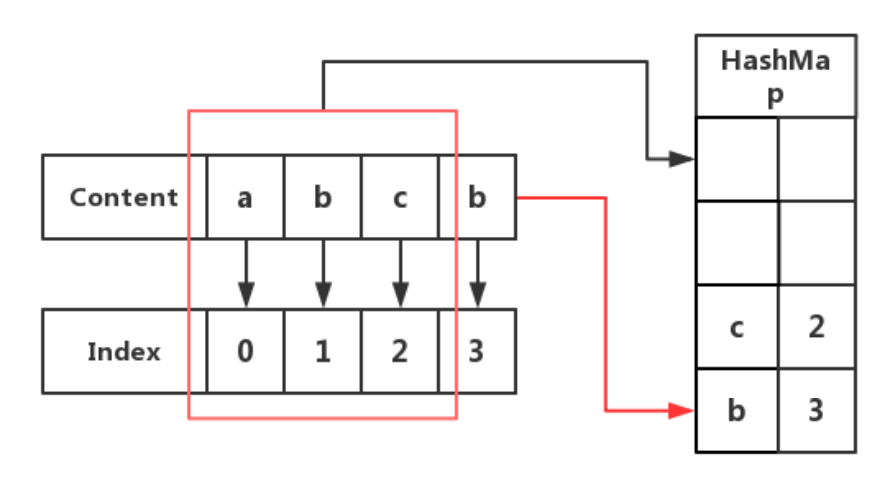 HashMa
p
Content a b c b
Index 0 1 2 3
c 2
b 3